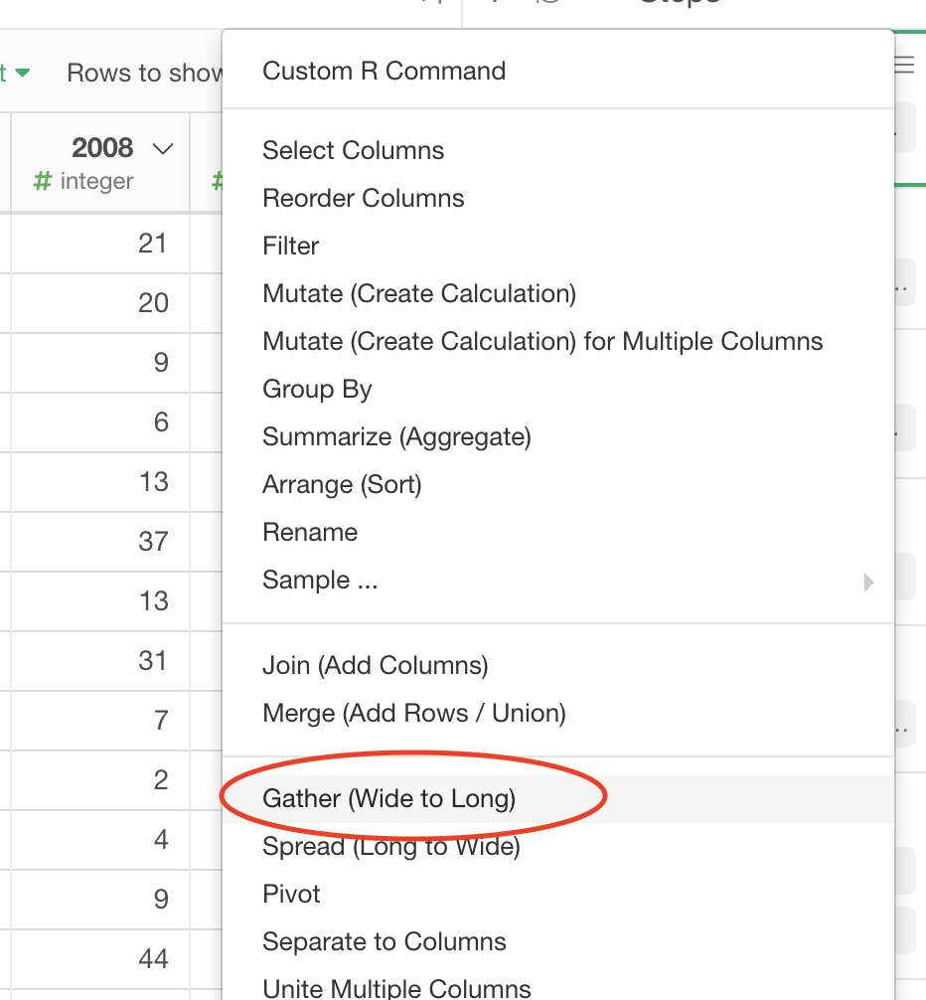 Steps
t
Rows to show
Custom R Command
2008
# integer
#
Select Columns
Reorder Columns
Filter
Mutate (Create Calculation)
Mutate (Create Calculation) for Multiple Columns
Group By
Summarize (Aggregate)
Arrange (Sort)
Rename
Sample ...
Join (Add Columns)
Merge (Add Rows / Union)
Gather (Wide to Long)
Spread (Long to Wide)
Pivot
Separate to Columns
Unite Multiple Columns
21
20
9
6
13
37
13
31
7
2
4
9
44